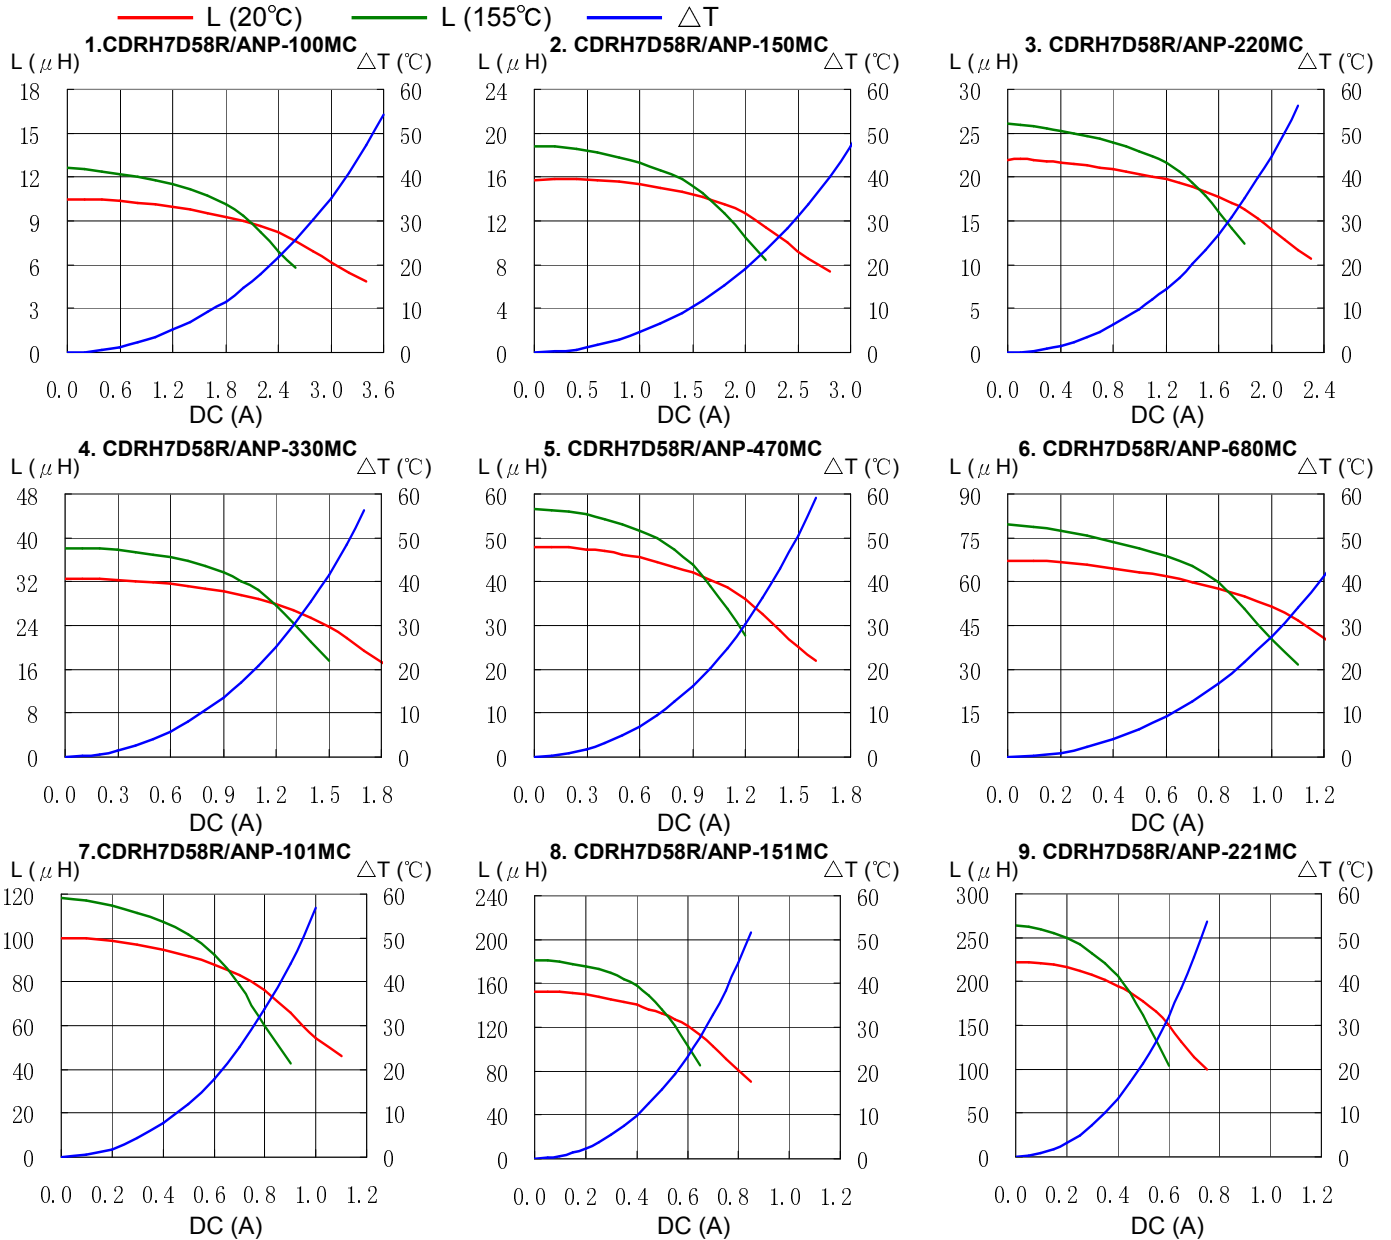 L (20℃) L (155℃) △T
1.CDRH7D58R/ANP-100MC 2. CDRH7D58R/ANP-150MC 3. CDRH7D58R/ANP-220MC
L ( μ H) △T (℃) L ( μ H) △T (℃) L ( μ H) △T (℃)
18 60 24 60 30 60
15 50 20 50 25 50
12 40 16 40 20 40
9 30 12 30 15 30
6 20 8 20 10 20
3 10 4 10 5 10
0 0 0 0 0 0
0.0 0.6 1.2 1.8 2.4 3.0 3.6 0.0 0.5 1.0 1.5 2.0 2.5 3.0 0.0 0.4 0.8 1.2 1.6 2.0 2.4
DC (A) DC (A) DC (A)
4. CDRH7D58R/ANP-330MC 5. CDRH7D58R/ANP-470MC 6. CDRH7D58R/ANP-680MC
L ( μ H) △T (℃) L ( μ H) △T (℃) L ( μ H) △T (℃)
48 60 60 60 90 60
40 50 50 50 75 50
32 40 40 40 60 40
24 30 30 30 45 30
16 20 20 20 30 20
8 10 10 10 15 10
0 0 0 0 0 0
0.0 0.3 0.6 0.9 1.2 1.5 1.8 0.0 0.3 0.6 0.9 1.2 1.5 1.8 0.0 0.2 0.4 0.6 0.8 1.0 1.2
DC (A) DC (A) DC (A)
7.CDRH7D58R/ANP-101MC 8. CDRH7D58R/ANP-151MC 9. CDRH7D58R/ANP-221MC
L ( μ H) △T (℃) L ( μ H) △T (℃) L ( μ H) △T (℃)
120 60 240 60 300 60
100 50 200 50 250 50
80 40 160 40 200 40
60 30 120 30 150 30
40 20 80 20 100 20
20 10 40 10 50 10
0 0 0 0 0 0
0.0 0.2 0.4 0.6 0.8 1.0 1.2 0.0 0.2 0.4 0.6 0.8 1.0 1.2 0.0 0.2 0.4 0.6 0.8 1.0 1.2
DC (A) DC (A) DC (A)